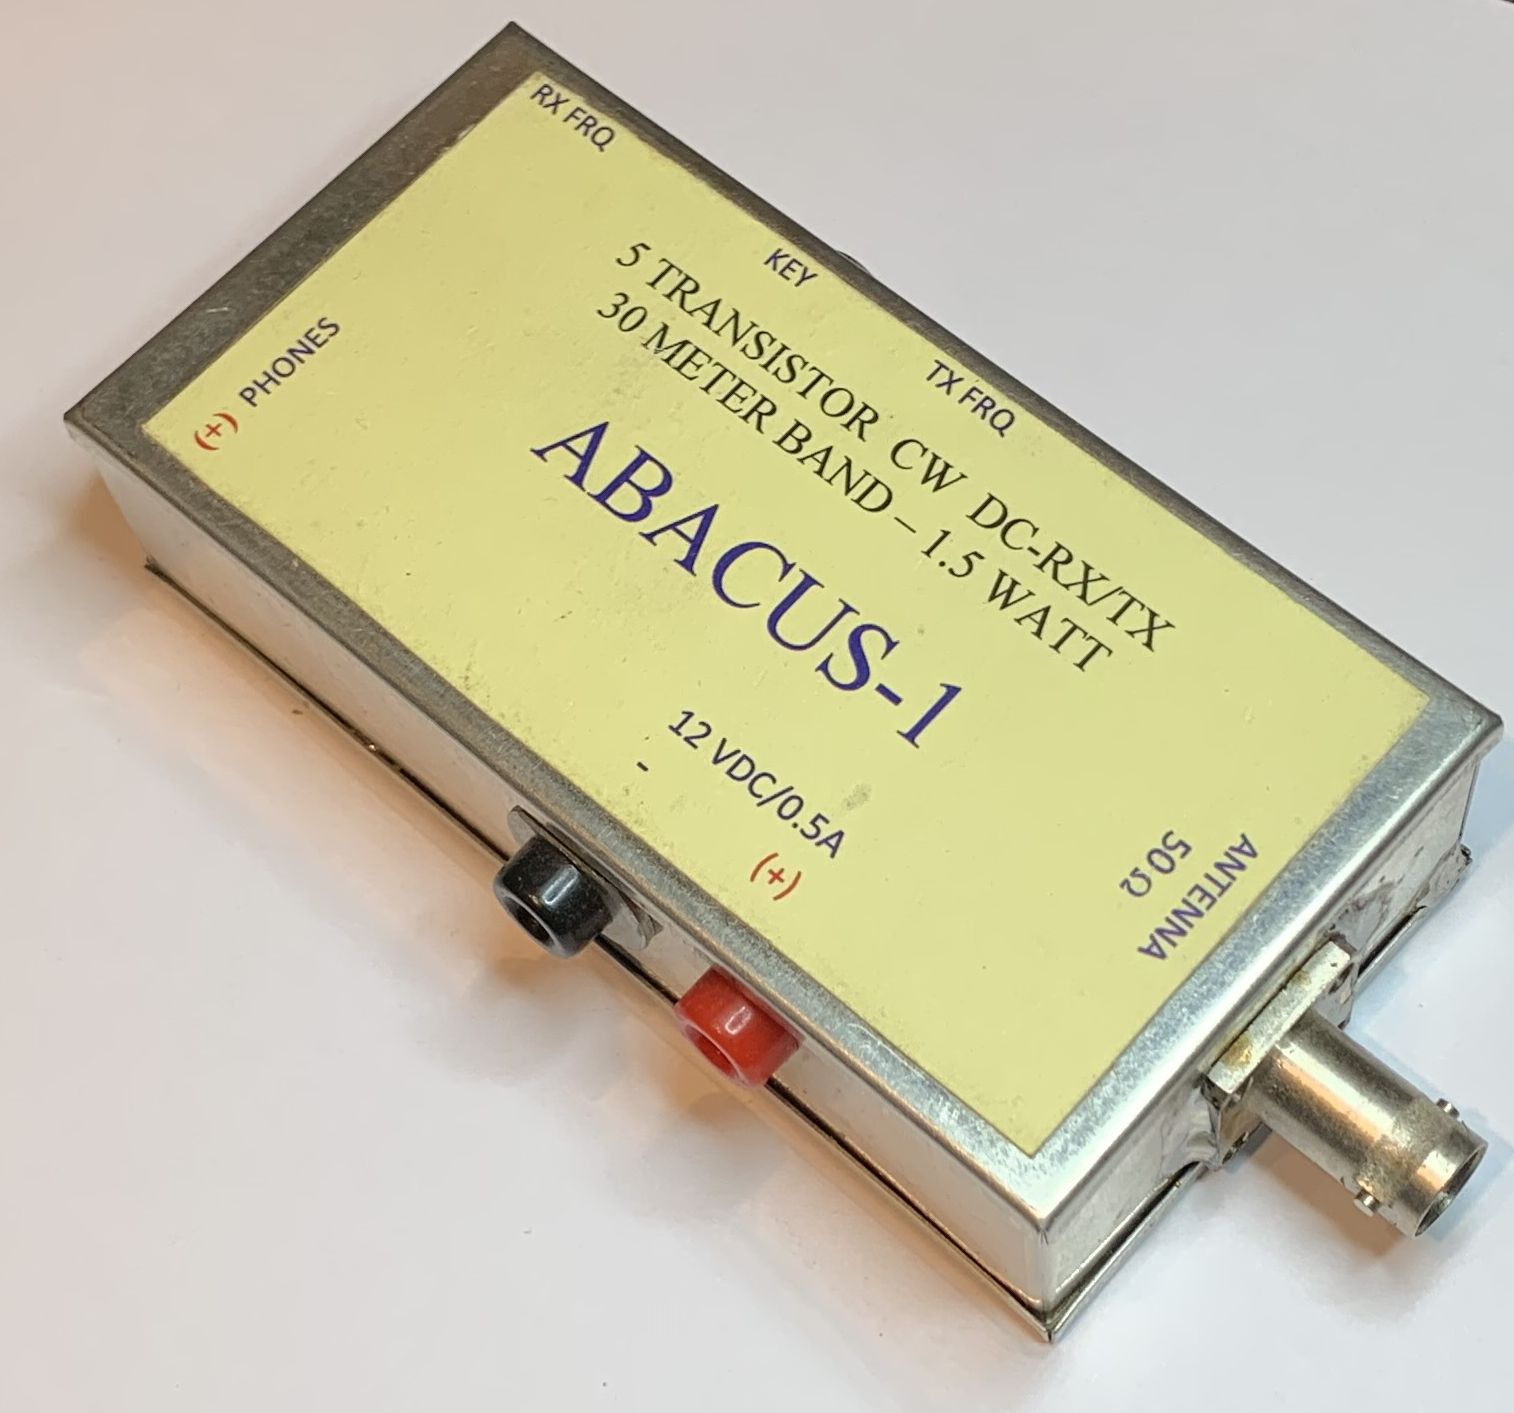 RX FRQ
KEY
TX FRQ
5 TRANSISTOR CW DC-RX/TX
30 METER BAND – 1.5 WATT
(+) PHONES
ABACUS-1
12 VDC/0.5A
- (+)
ANTENNA
50 Ω